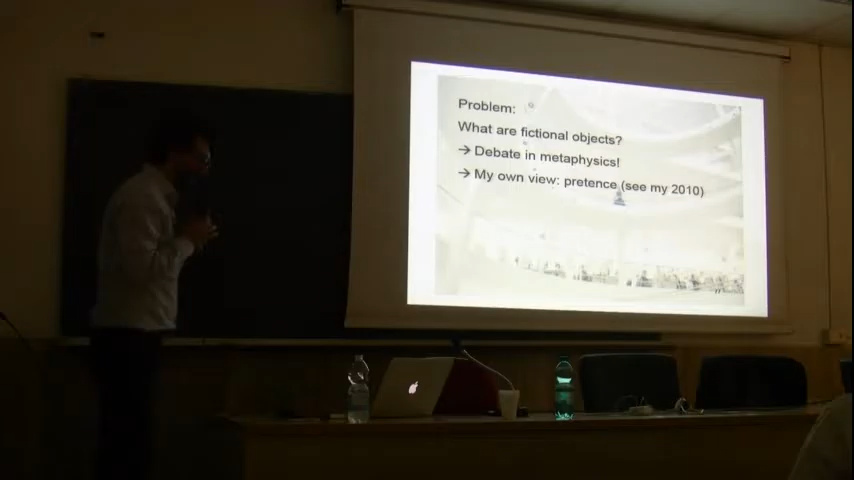 Problem:
What are fictional objects?
→ Debate in metaphysics!
→ My own view: pretence (see my 2010)